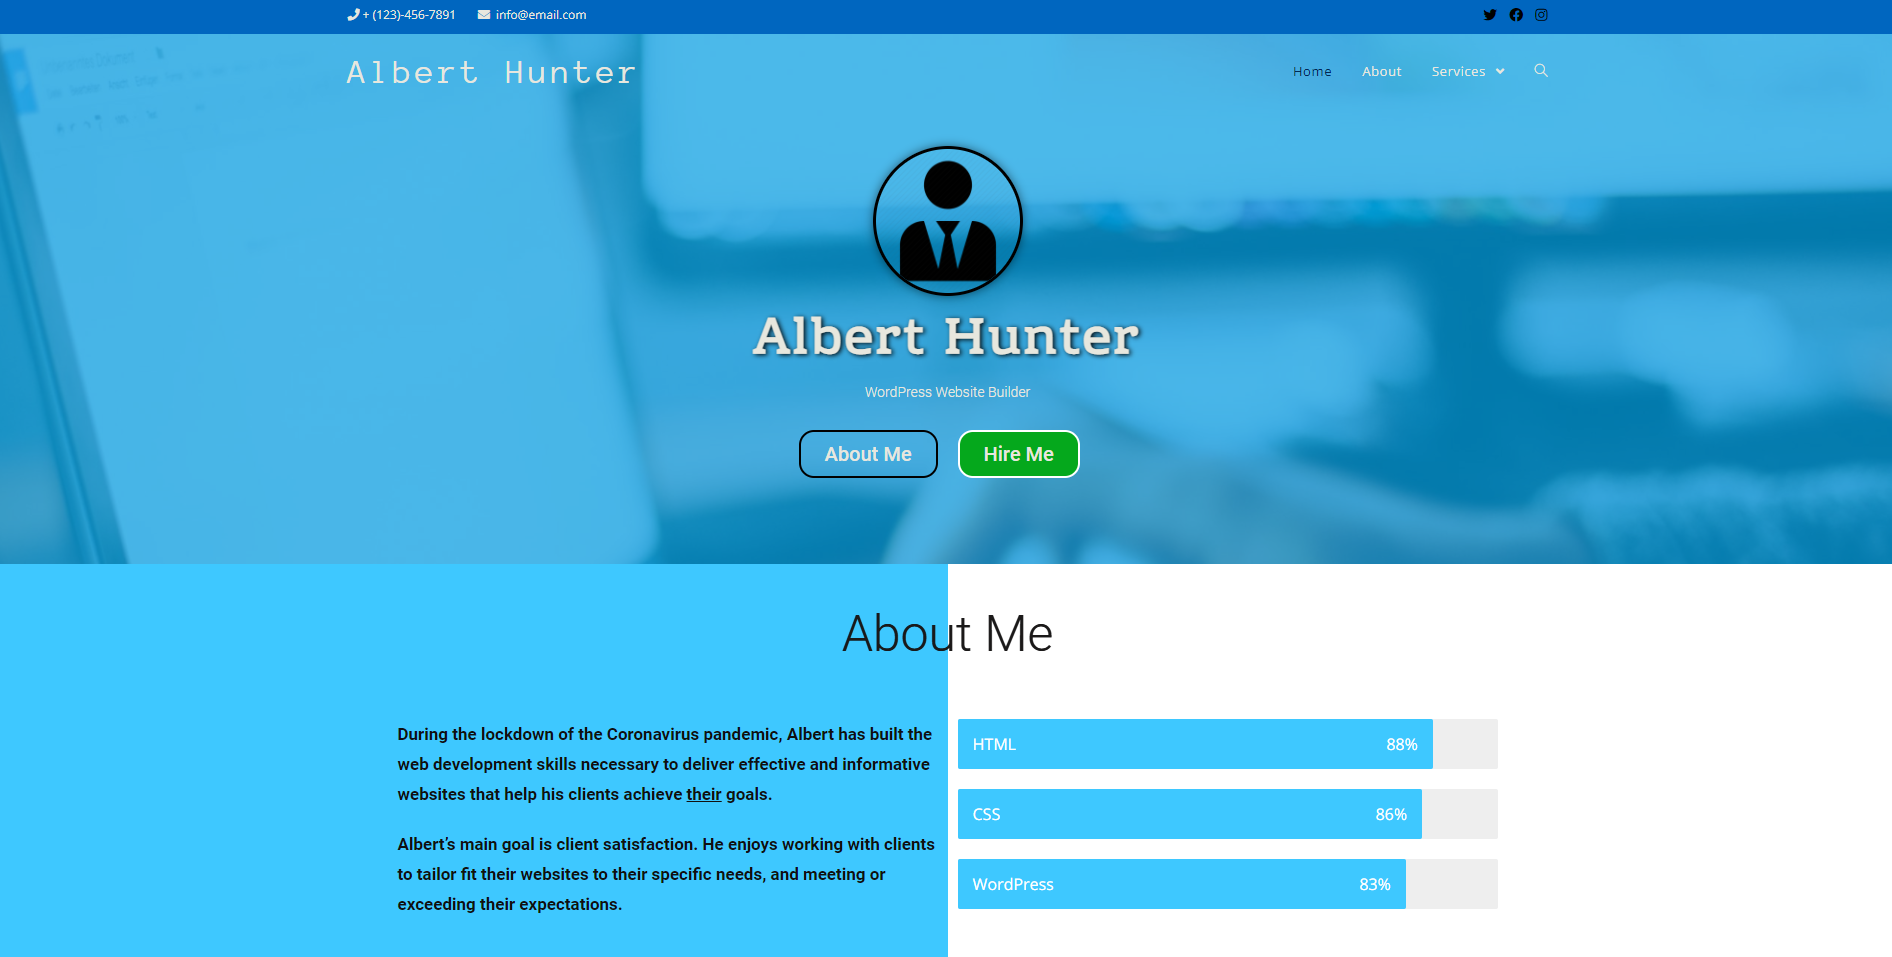 + (123)-456-7891 info@email.com
Albert Hunter
Home About Services
Albert Hunter
WordPress Website Builder
About Me Hire Me
About Me
During the lockdown of the Coronavirus pandemic, Albert has built the
web development skills necessary to deliver effective and informative
websites that help his clients achieve their goals.
Albert’s main goal is client satisfaction. He enjoys working with clients
to tailor fit their websites to their specific needs, and meeting or
exceeding their expectations.
HTML 88%
CSS 86%
WordPress 83%